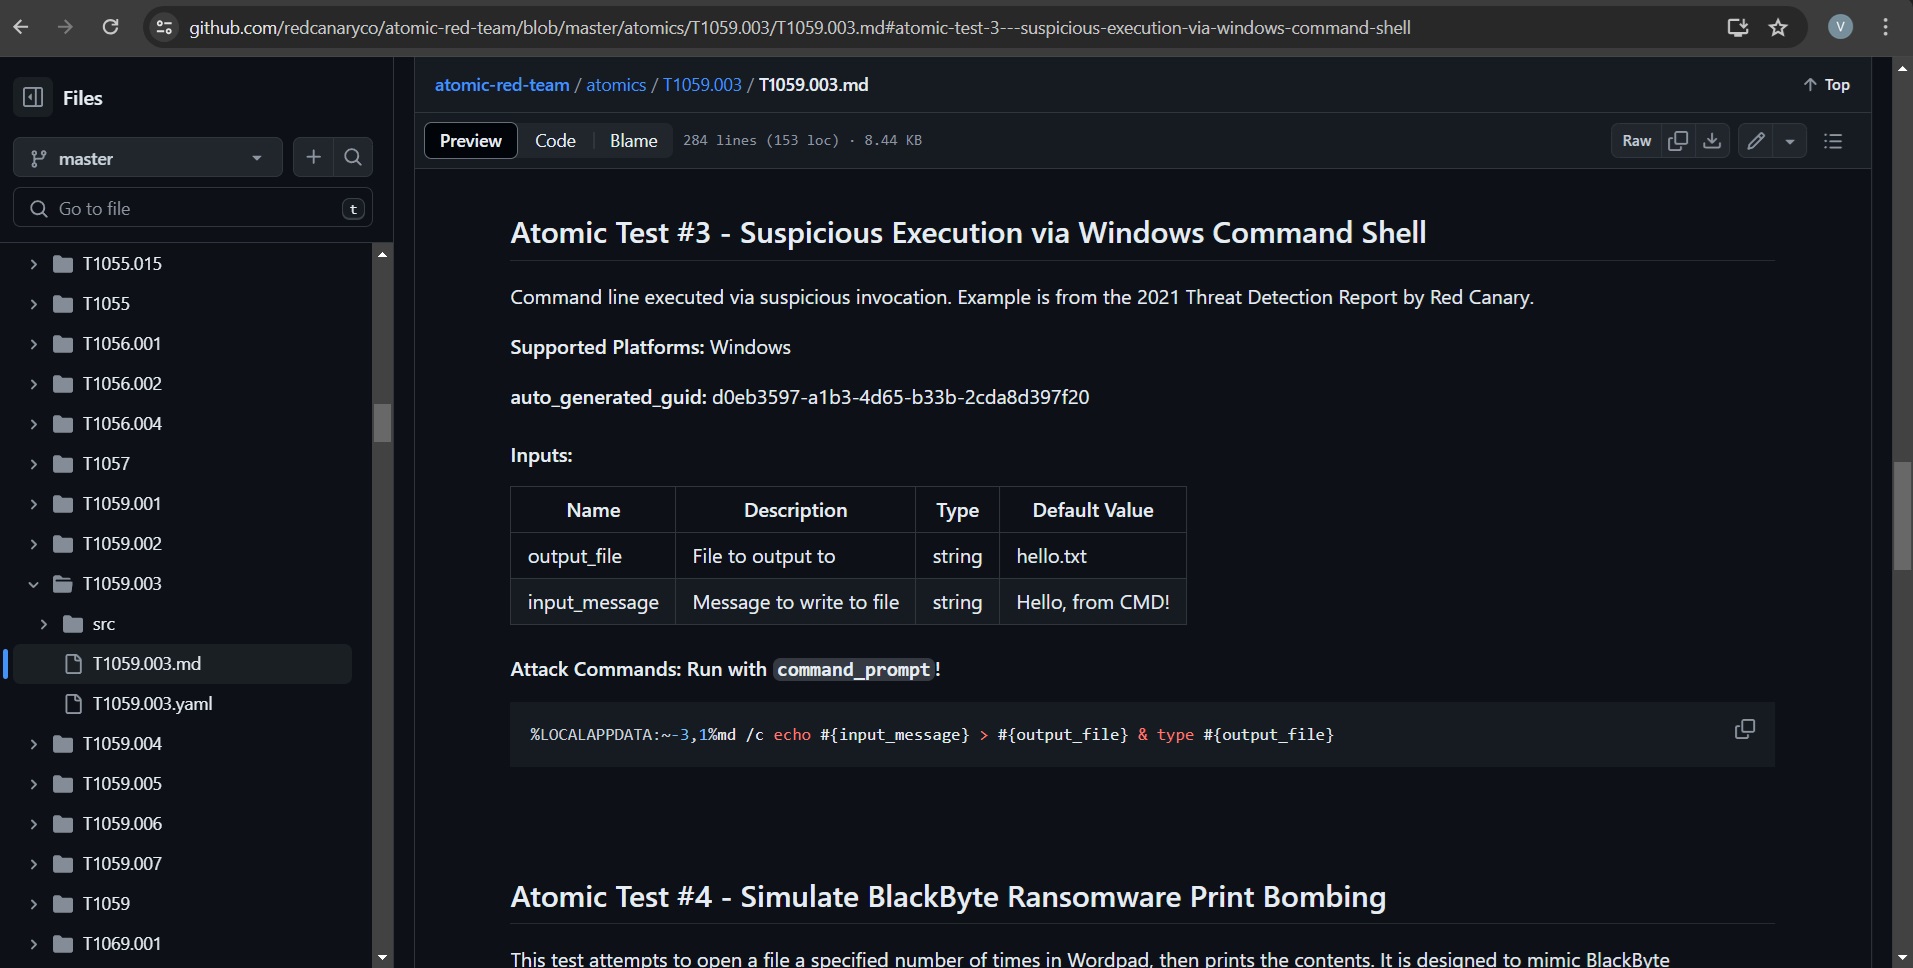 github.com/redcanaryco/atomic-red-team/blob/master/atomics/T1059.003/T1059.003.md#atomic-test-3---suspicious-execution-via-windows-command-shell
V
Files
master
Go to file
t
T1055.015
T1055
T1056.001
T1056.002
T1056.004
T1057
T1059.001
T1059.002
T1059.003
src
T1059.003.md
T1059.003.yaml
T1059.004
T1059.005
T1059.006
T1059.007
T1059
T1069.001
atomic-red-team / atomics / T1059.003 / T1059.003.md
Top
Preview Code Blame 284 lines (153 loc) · 8.44 KB
Raw
Atomic Test #3 - Suspicious Execution via Windows Command Shell
Command line executed via suspicious invocation. Example is from the 2021 Threat Detection Report by Red Canary.
Supported Platforms: Windows
auto_generated_guid: d0eb3597-a1b3-4d65-b33b-2cda8d397f20
Inputs:
Name Description Type Default Value
output_file File to output to string hello.txt
input_message Message to write to file string Hello, from CMD!
Attack Commands: Run with command_prompt!
%LOCALAPPDATA:~-3,1%md /c echo #{input_message} > #{output_file} & type #{output_file}
Atomic Test #4 - Simulate BlackByte Ransomware Print Bombing
This test attempts to open a file a specified number of times in Wordpad, then prints the contents. It is designed to mimic BlackByte